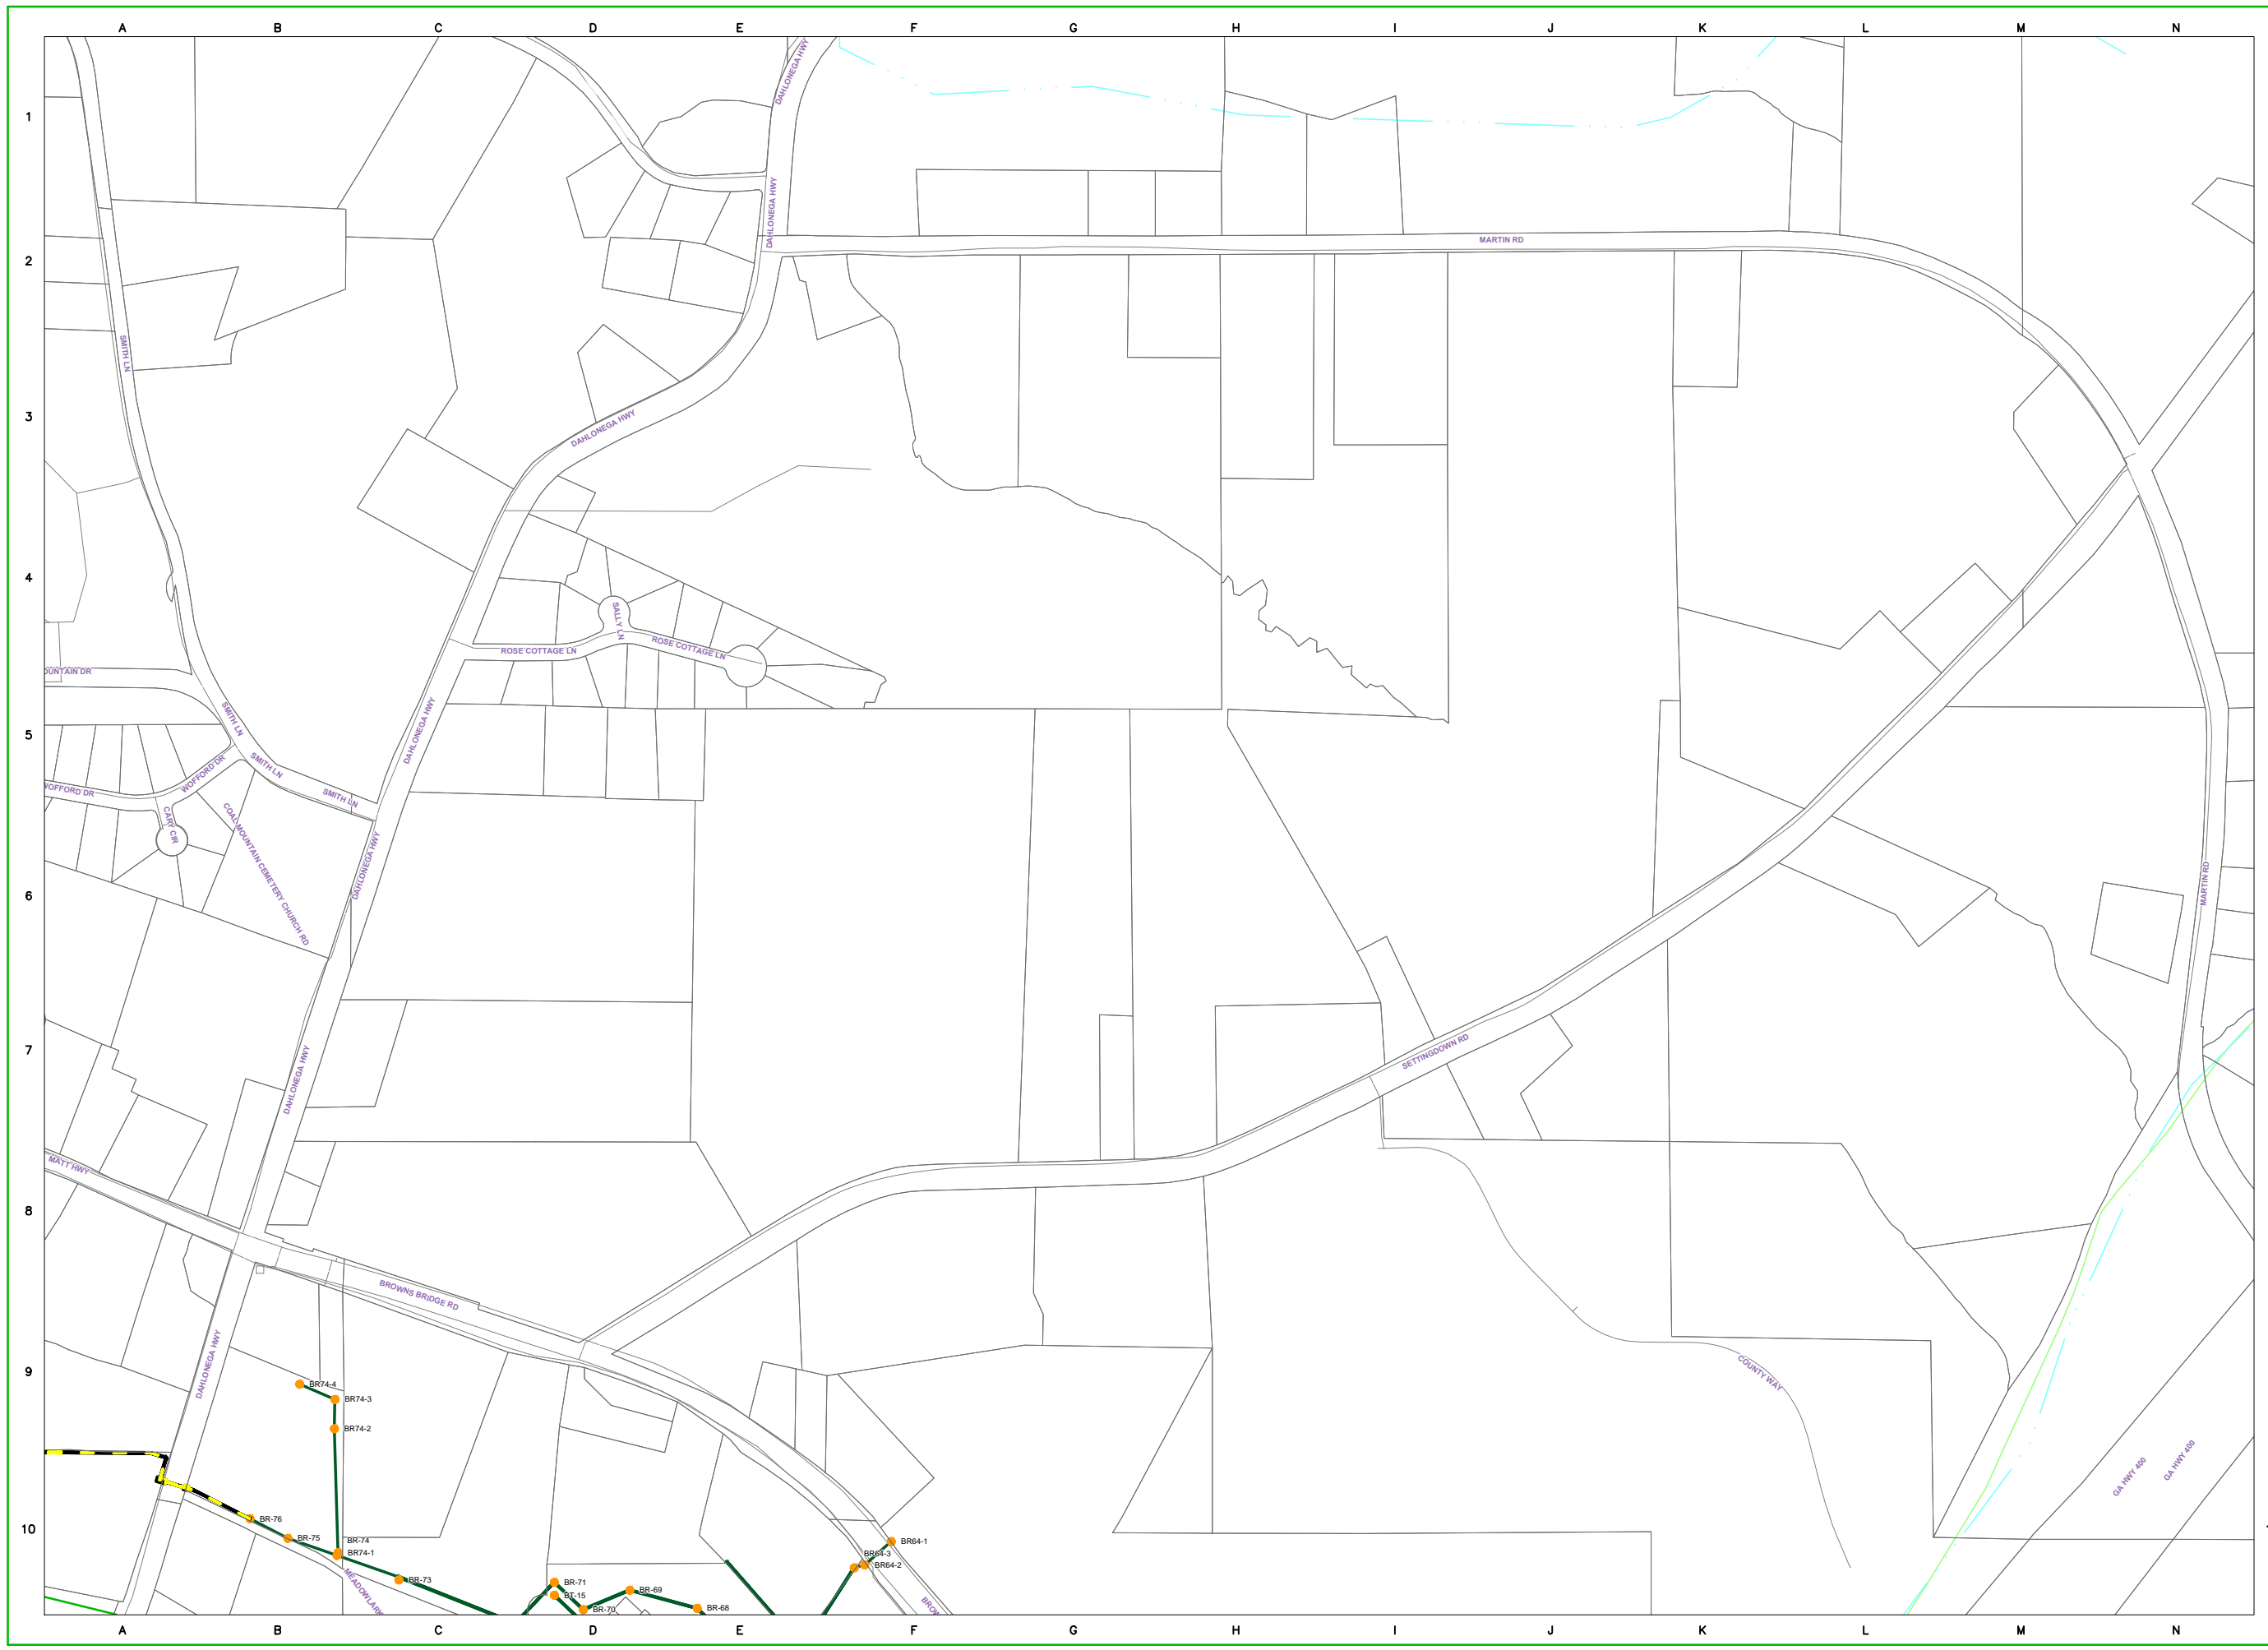 A B C D E F G H I J K L M N
DAHLONEGA HWY
1
DAHLONEGA HWY
MARTIN RD
2
SMITH LN
3
DAHLONEGA HWY
4
SALLY LN
ROSE COTTAGE LN
ROSE COTTAGE LN
OUNTAIN DR
SMITH LN
DAHLONEGA HWY
5
SMITH LN
WOFFORD DR
WOFFORD DR
SMITH LN
CARY CIR
COAL MOUNTAIN CEMETERY CHURCH RD
DAHLONEGA HWY
MARTIN RD
6
7
SETTINGDOWN RD
DAHLONEGA HWY
MATT HWY
8
BROWNS BRIDGE RD
DAHLONEGA HWY
9
COUNTY WAY
BR74-4
BR74-3
BR74-2
GA HWY 400
GA HWY 400
BR-76
10
BR-75
BR-74
BR74-1
BR64-1
BR64-3
BR64-2
BR-73
MEADOWLARK
BR-71
BR-69
BT-15
BR-70
BR-68
BROW
A B C D E F G H I J K L M N